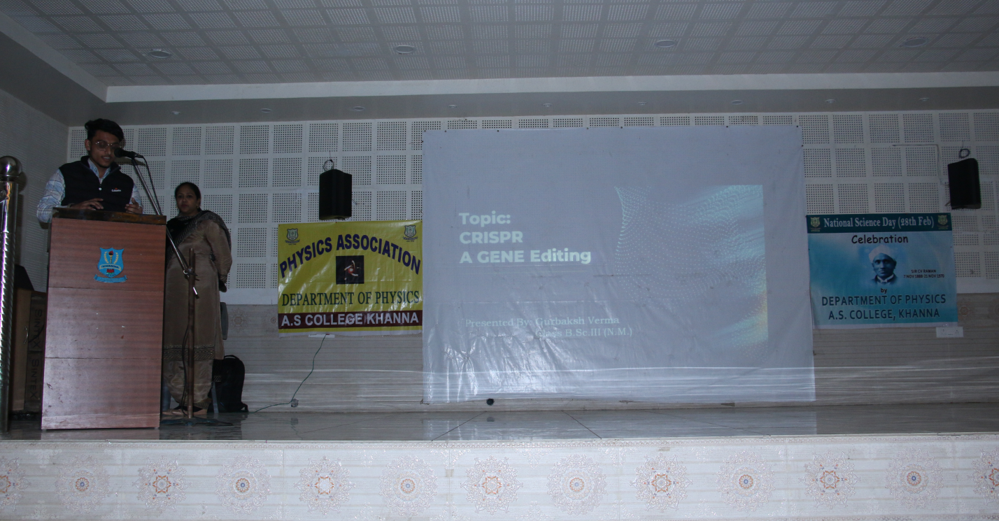 PHYSICS ASSOCIATION
DEPARTMENT OF PHYSICS
A.S COLLEGE KHANNA
Topic:
CRISPR
A GENE Editing
Presented By: Gurbaksh Verma
Class B.Sc.III (N.M.)
National Science Day (28th Feb)
Celebration
SIR CV RAMAN
7 NOV 1888-21 NOV 1970
by
DEPARTMENT OF PHYSICS
A.S. COLLEGE, KHANNA